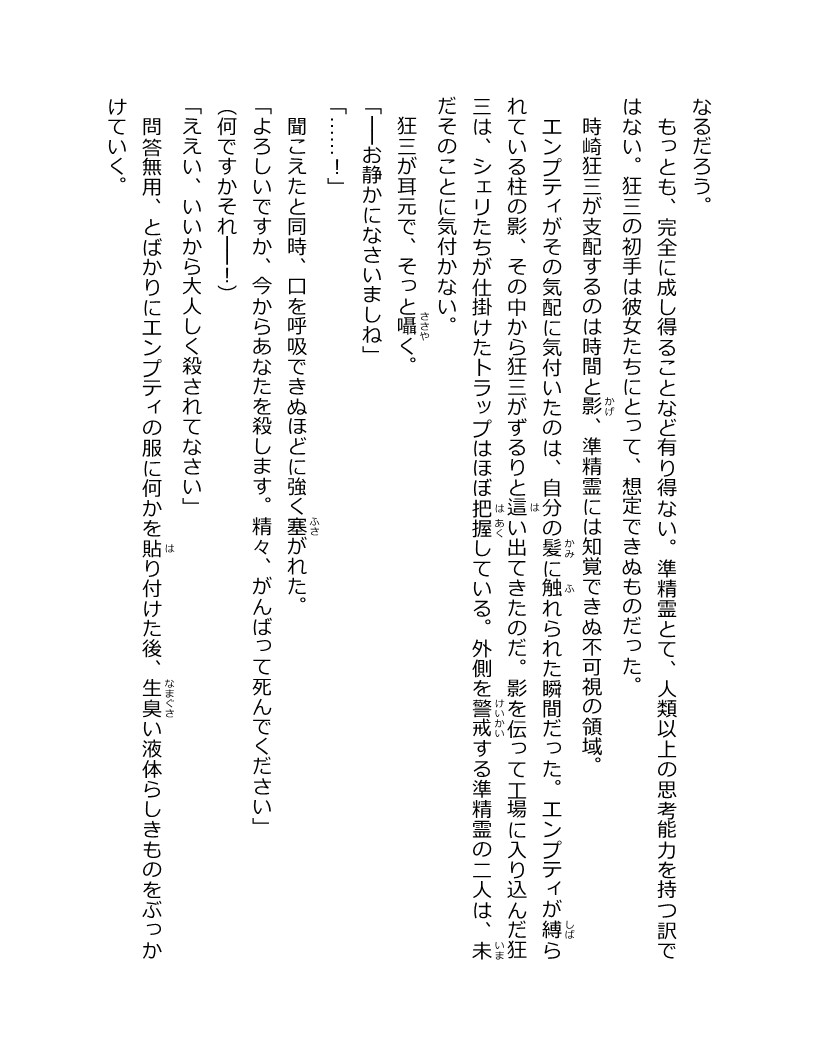 なるだろう。
もっとも、完全に成し得ることなど有り得ない。準精霊とて、人類以上の思考能力を持つ訳で
はない。狂三の初手は彼女たちにとって、想定できぬものだった。
時崎狂三が支配するのは時間と影、準精霊には知覚できぬ不可視の領域。
エンプティがその気配に気付いたのは、自分の髪に触れられた瞬間だった。エンプティが縛ら
れている柱の影、その中から狂三がずるりと這い出てきたのだ。影を伝って工場に入り込んだ狂
三は、シェリたちが仕掛けたトラップはほぼ把握している。外側を警戒する準精霊の二人は、未
だそのことに気付かない。
狂三が耳元で、そっと囁く。
「――お静かになさいましね」
「……！」
聞こえたと同時、口を呼吸できぬほどに強く塞がれた。
「よろしいですか、今からあなたを殺します。精々、がんばって死んでください」
（何ですかそれ――！）
「ええい、いいから大人しく殺されてなさい」
問答無用、とばかりにエンプティの服に何かを貼り付けた後、生臭い液体らしきものをぶっか
けていく。